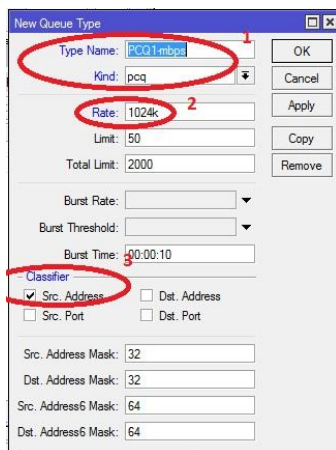 New Queue Type
1
Type Name: PCQ1-mbps
OK
Kind: pcq
Cancel
Rate: 1024k
2
Apply
Limit: 50
Copy
Total Limit: 2000
Remove
Burst Rate:
Burst Threshold:
Burst Time: 00:00:10
3
Classifier
Src. Address
Dst. Address
Src. Port
Dst. Port
Src. Address Mask: 32
Dst. Address Mask: 32
Src. Address6 Mask: 64
Dst. Address6 Mask: 64